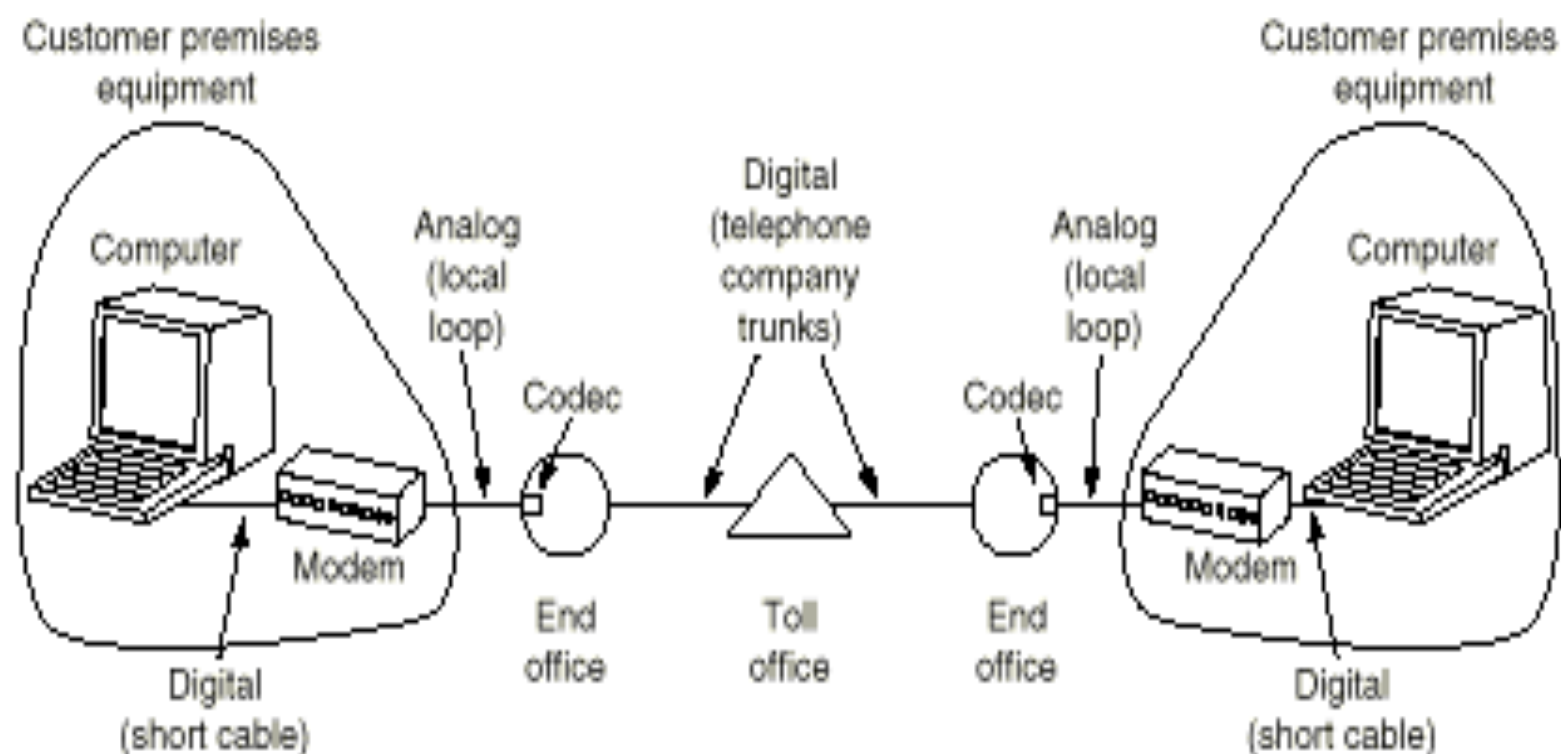 Customer premises
equipment
Customer premises
equipment
Digital
(telephone
company
trunks)
Analog
(local
loop)
Analog
(local
loop)
Computer
Computer
Codec
Codec
Modem
Modem
End
office
Toll
office
End
office
Digital
(short cable)
Digital
(short cable)